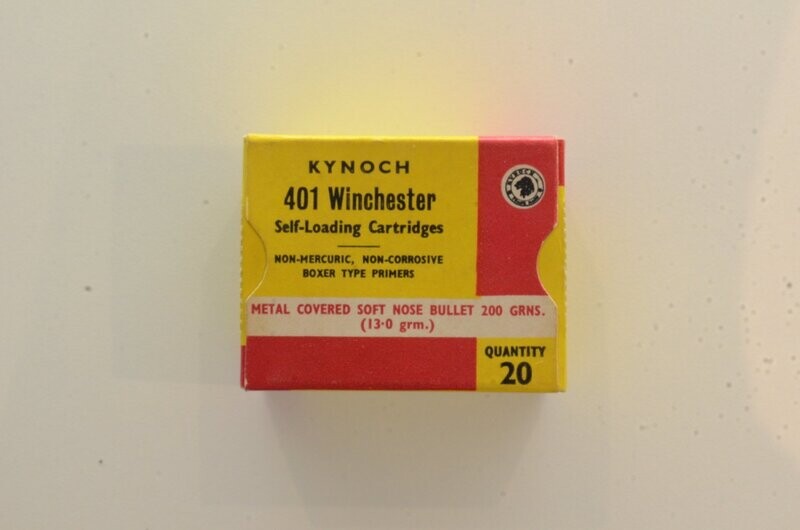 KYNOCH
401 Winchester
Self-Loading Cartridges
NON-MERCURIC, NON-CORROSIVE
BOXER TYPE PRIMERS
METAL COVERED SOFT NOSE BULLET 200 GRNS.
(13·0 grm.)
QUANTITY
20